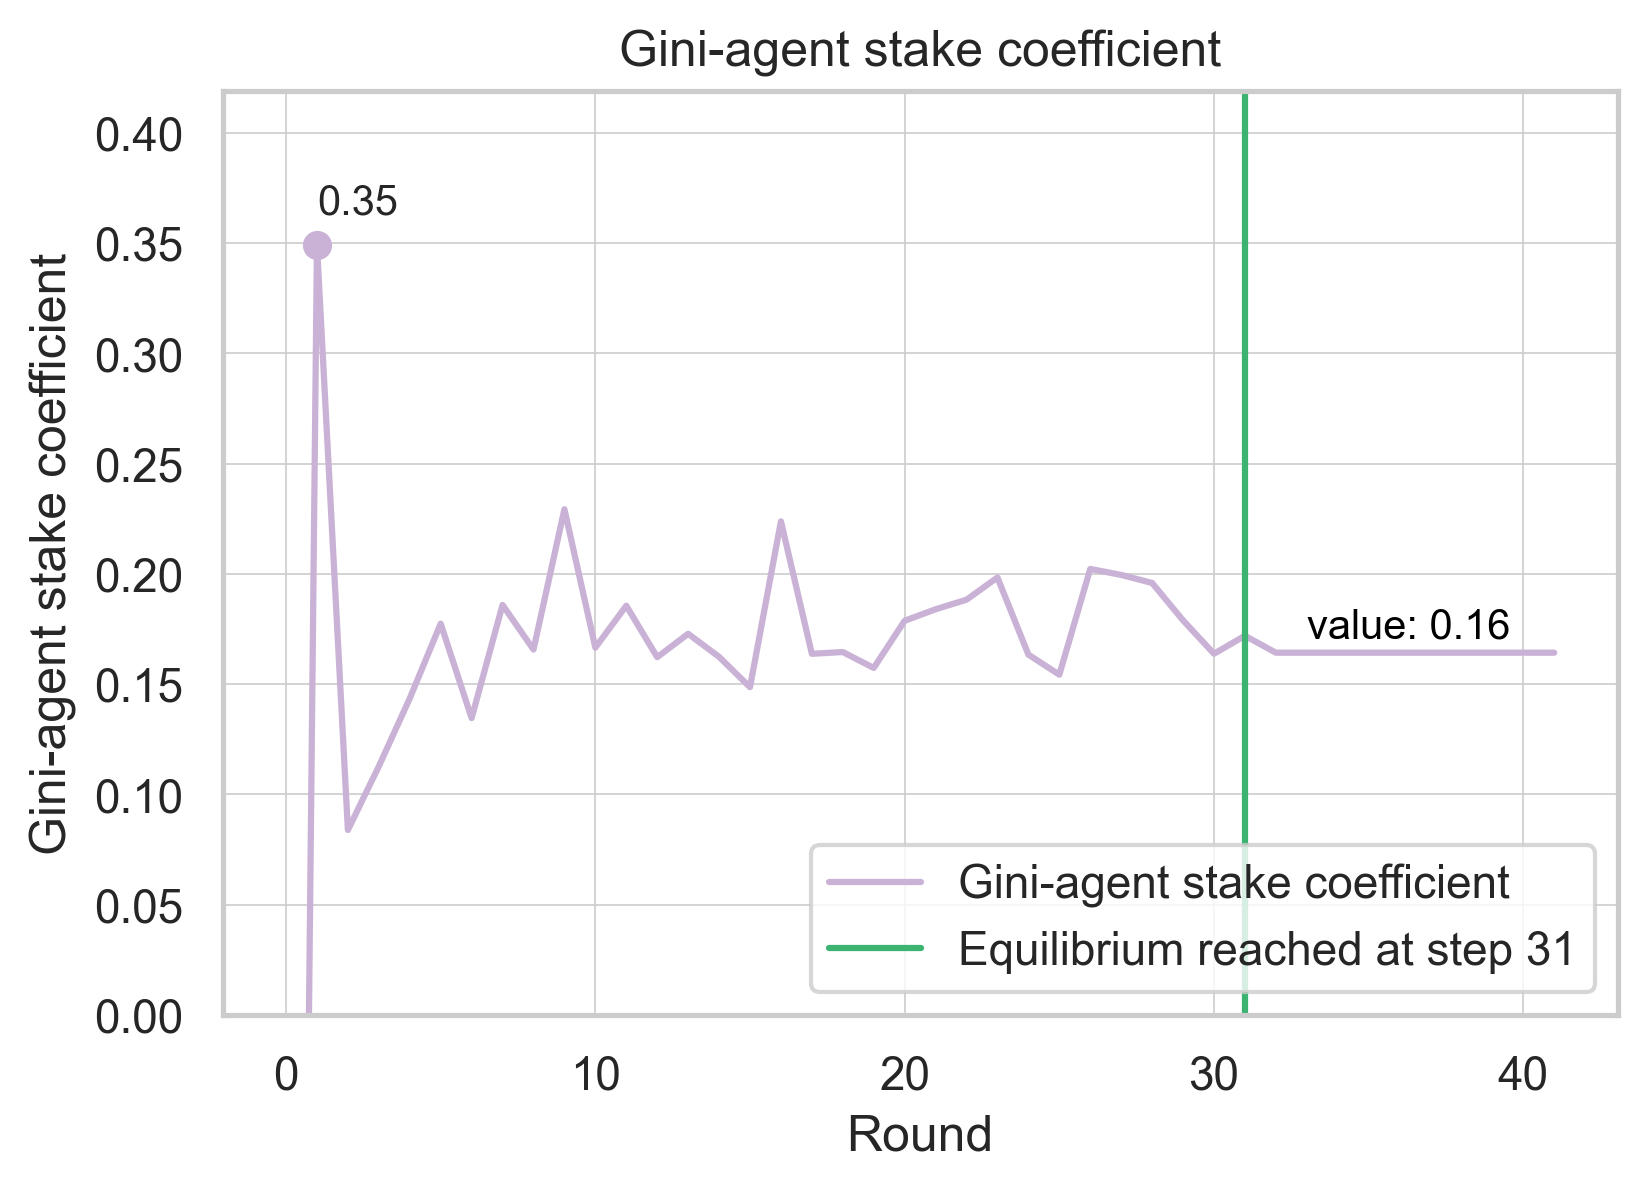 Gini-agent stake coefficient
Gini-agent stake coefficient
0.40
0.35
0.30
0.25
0.20
0.15
0.10
0.05
0.00
0.35
value: 0.16
Gini-agent stake coefficient
Equilibrium reached at step 31
0
10
20
30
40
Round